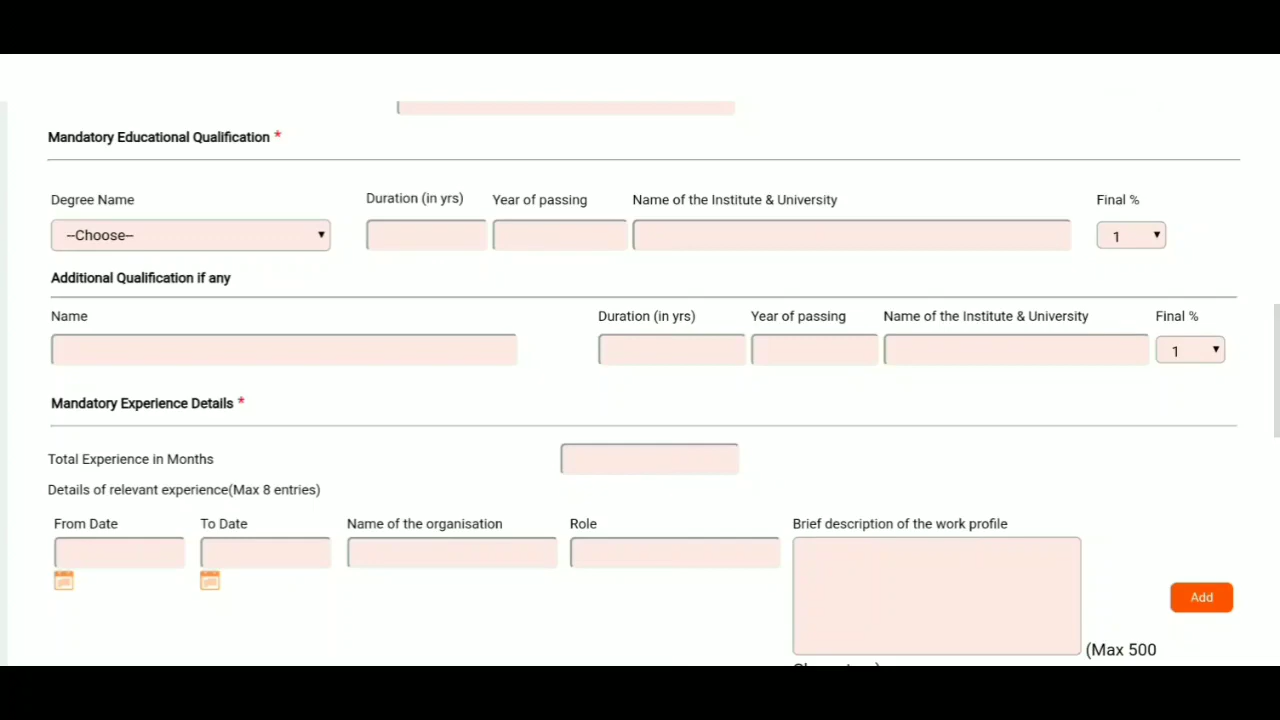 Mandatory Educational Qualification *
Degree Name Duration (in yrs) Year of passing Name of the Institute & University Final %
--Choose-- 1
Additional Qualification if any
Name Duration (in yrs) Year of passing Name of the Institute & University Final %
1
Mandatory Experience Details *
Total Experience in Months
Details of relevant experience(Max 8 entries)
From Date To Date Name of the organisation Role Brief description of the work profile
Add
(Max 500